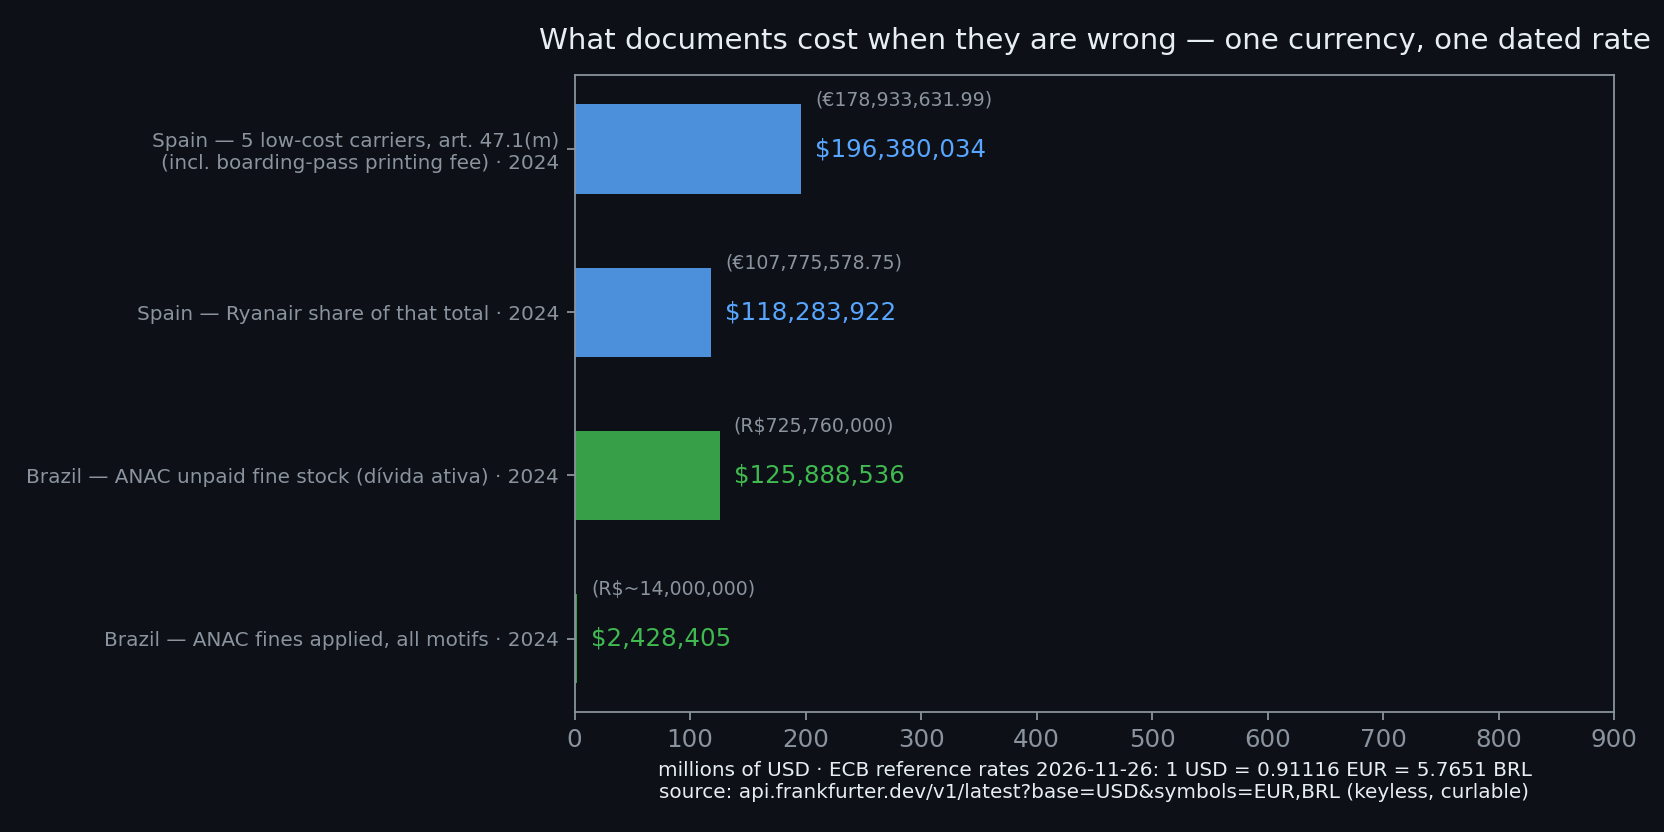 What documents cost when they are wrong — one currency, one dated rate
Spain — 5 low-cost carriers, art. 47.1(m)
(incl. boarding-pass printing fee) · 2024
(€178,933,631.99)
$196,380,034
Spain — Ryanair share of that total · 2024
(€107,775,578.75)
$118,283,922
Brazil — ANAC unpaid fine stock (dívida ativa) · 2024
(R$725,760,000)
$125,888,536
Brazil — ANAC fines applied, all motifs · 2024
(R$~14,000,000)
$2,428,405
0 100 200 300 400 500 600 700 800 900
millions of USD · ECB reference rates 2026-11-26: 1 USD = 0.91116 EUR = 5.7651 BRL
source: api.frankfurter.dev/v1/latest?base=USD&symbols=EUR,BRL (keyless, curlable)